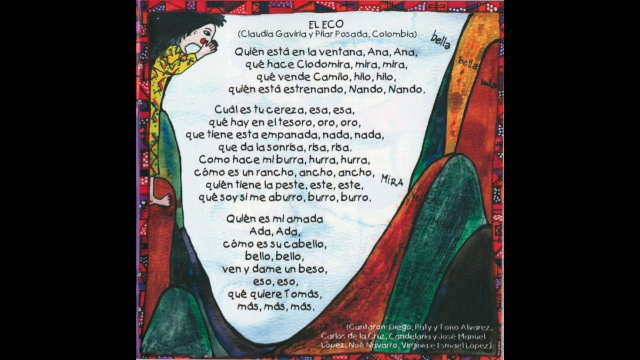 EL ECO
(Claudia Gaviria y Pilar Posada, Colombia)
Quién está en la ventana, Ana, Ana,
qué hace Clodomira, mira, mira,
qué vende Camilo, hilo, hilo,
quién está estrenando, Nando, Nando.
Cuál es tu cereza, esa, esa,
qué hay en el tesoro, oro, oro,
que tiene esta empanada, nada, nada,
que da la sonrisa, risa, risa.
Como hace mi burra, hurra, hurra,
cómo es un rancho, ancho, ancho,
quién tiene la peste, este, este,
qué soy si me aburro, burro, burro.
Quién es mi amada
Ada, Ada,
cómo es su cabello,
bello, bello,
ven y dame un beso,
eso, eso,
qué quiere Tomás,
más, más, más.
bella
MIRA
(Cantaron: Diego, Paty y Tono Alvarez,
Carlos de la Cruz, Candelaria y José Manuel
López, Noé Navarro, Virginia e Ismael López)